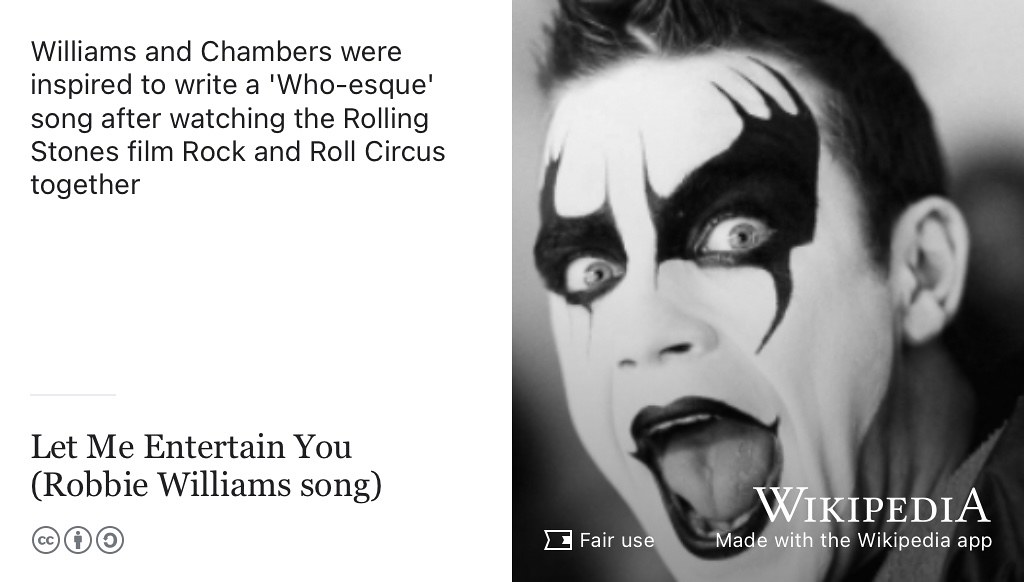 Williams and Chambers were
inspired to write a 'Who-esque'
song after watching the Rolling
Stones film Rock and Roll Circus
together
Let Me Entertain You
(Robbie Williams song)
cc
WIKIPEDIA
Fair use
Made with the Wikipedia app